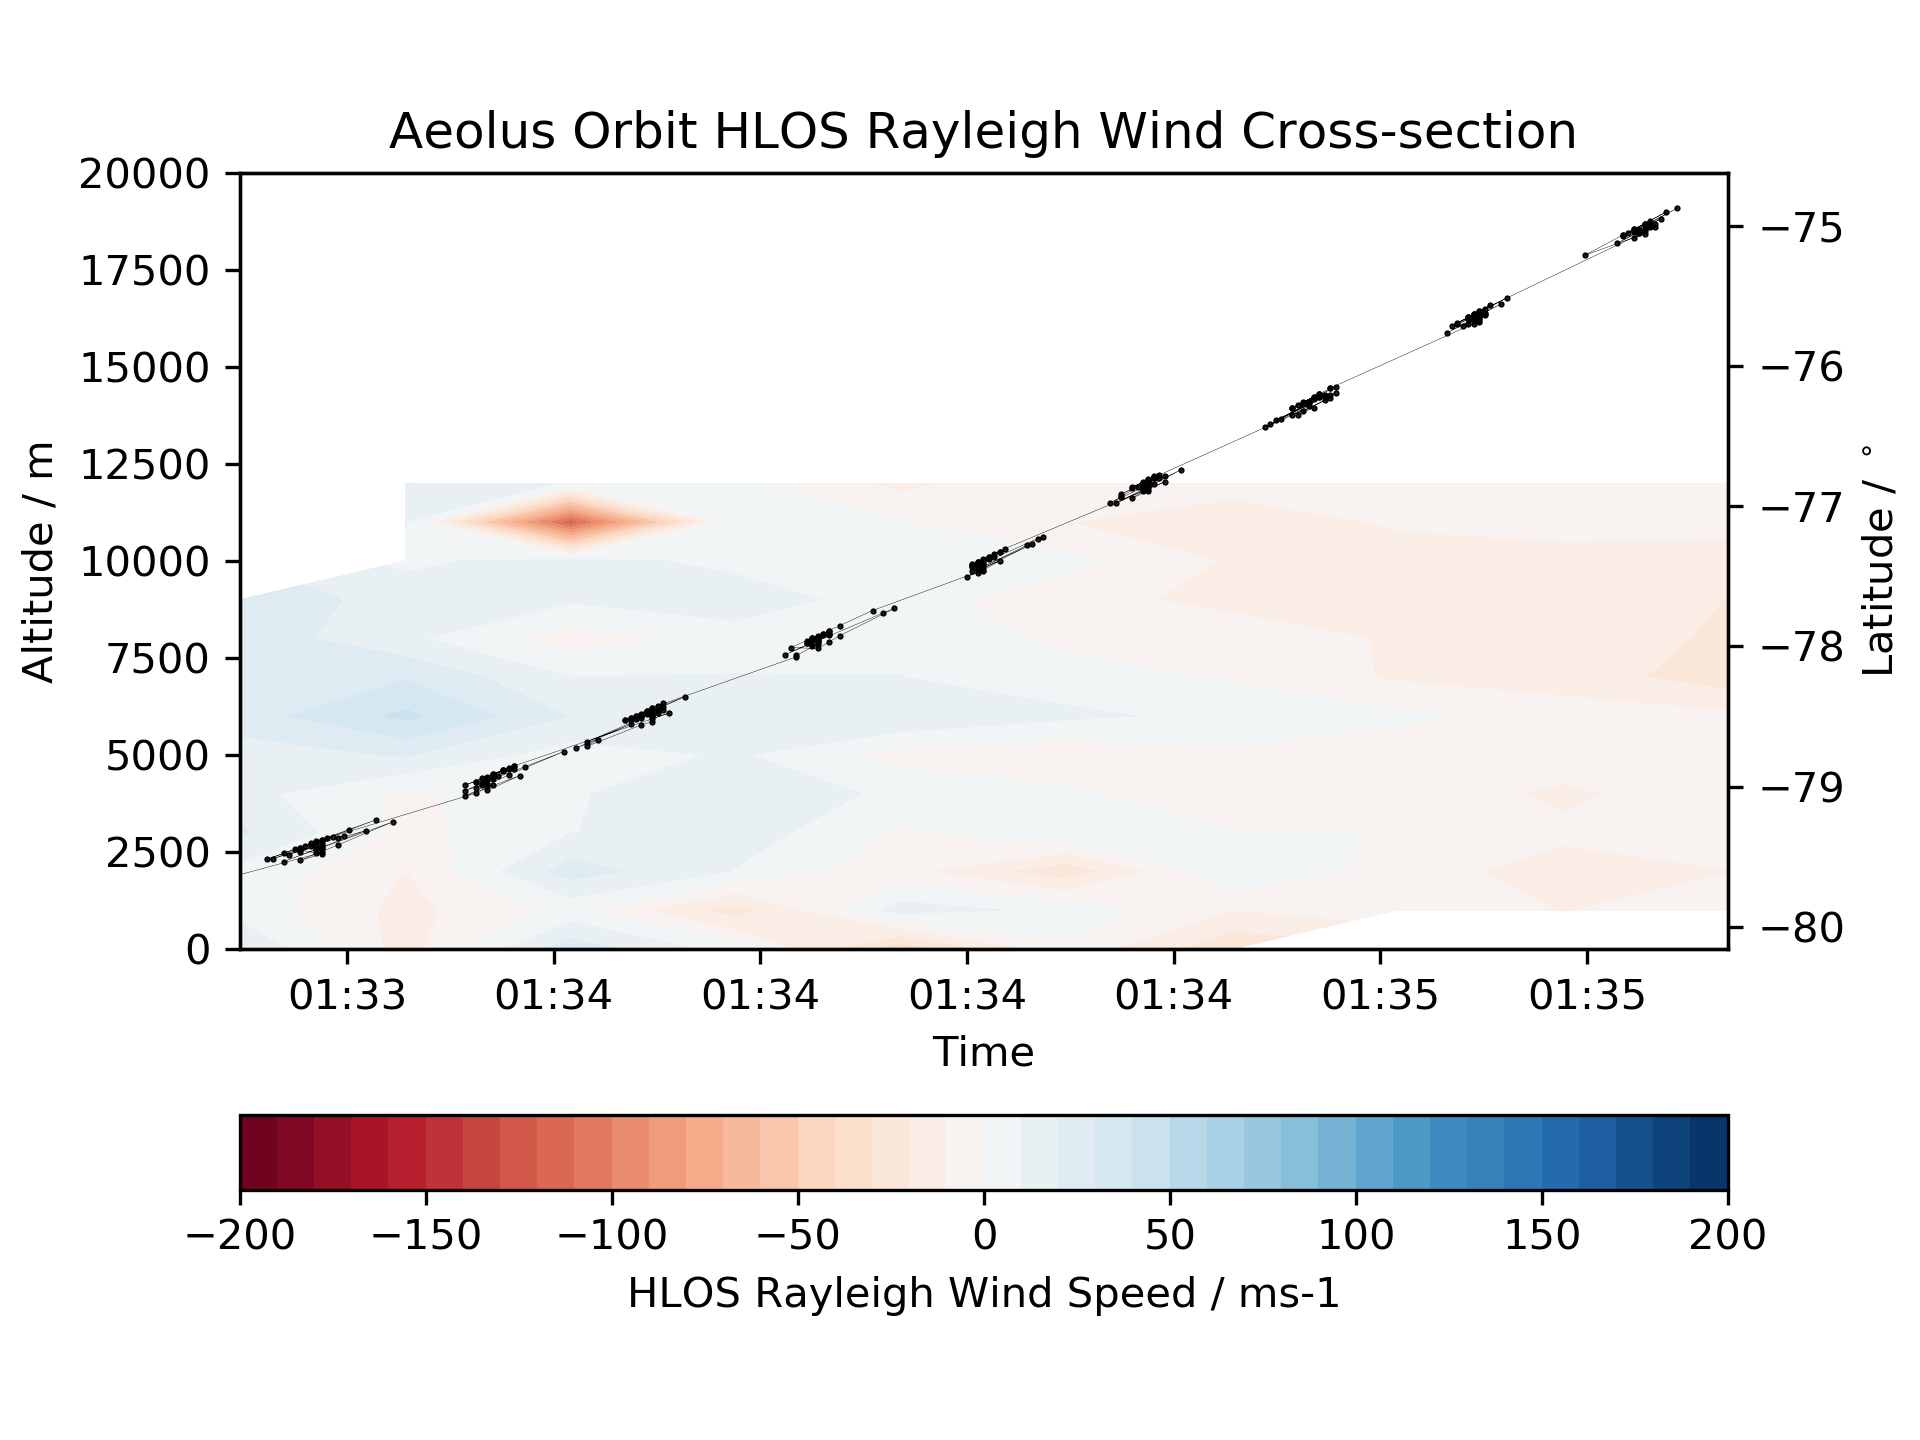 Aeolus Orbit HLOS Rayleigh Wind Cross-section
20000
17500
15000
12500
10000
7500
5000
2500
0
Altitude / m
−75
−76
−77
−78
−79
−80
Latitude / °
01:33 01:34 01:34 01:34 01:34 01:35 01:35
Time
−200 −150 −100 −50 0 50 100 150 200
HLOS Rayleigh Wind Speed / ms-1